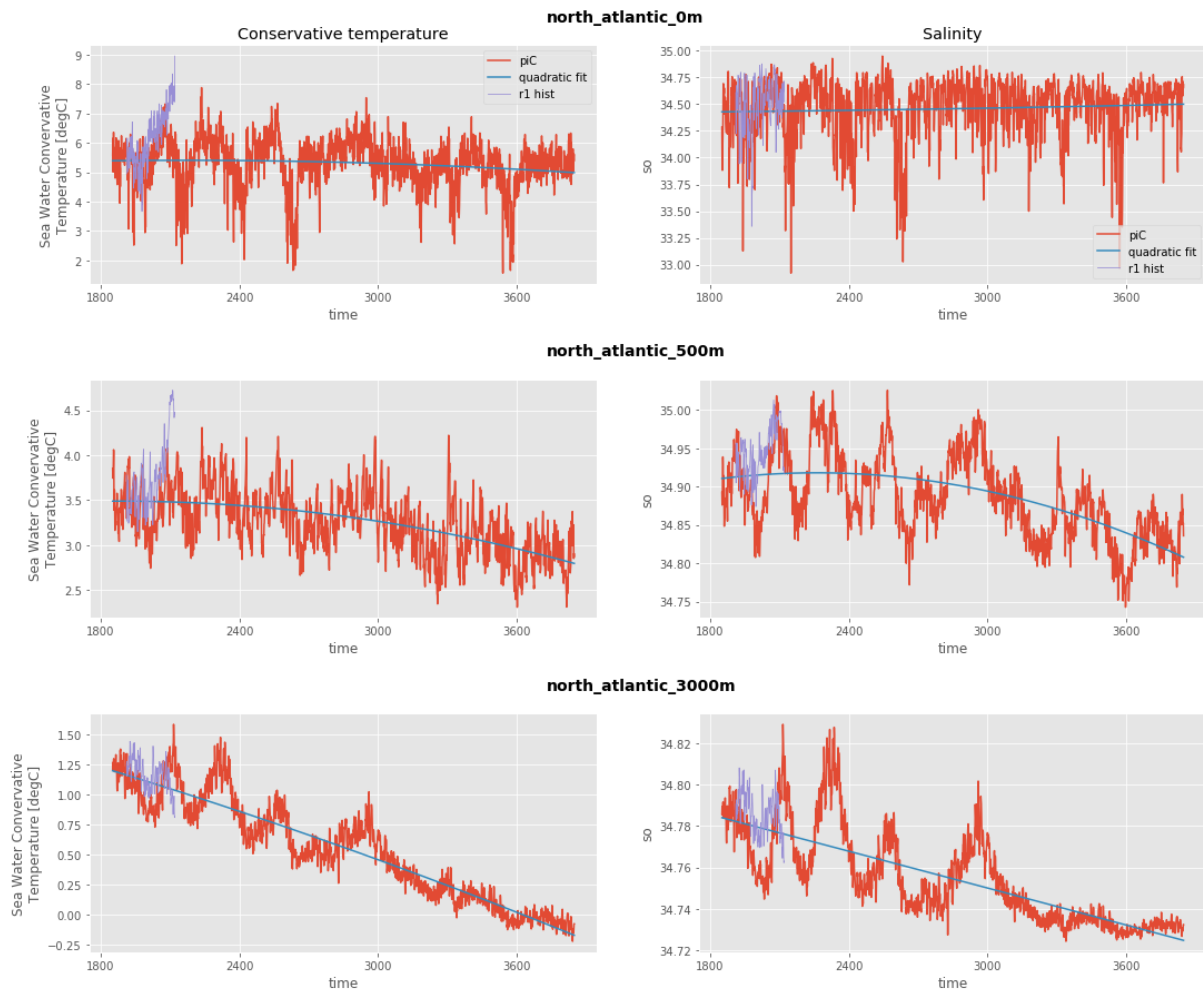 north_atlantic_0m
Conservative temperature
Salinity
Sea Water Convervative
Temperature [degC]
9
8
7
6
5
4
3
2
piC
quadratic fit
r1 hist
1800
2400
3000
3600
time
so
35.00
34.75
34.50
34.25
34.00
33.75
33.50
33.25
33.00
piC
quadratic fit
r1 hist
1800
2400
3000
3600
time
north_atlantic_500m
Sea Water Convervative
Temperature [degC]
4.5
4.0
3.5
3.0
2.5
1800
2400
3000
3600
time
so
35.00
34.95
34.90
34.85
34.80
34.75
1800
2400
3000
3600
time
north_atlantic_3000m
Sea Water Convervative
Temperature [degC]
1.50
1.25
1.00
0.75
0.50
0.25
0.00
−0.25
1800
2400
3000
3600
time
so
34.82
34.80
34.78
34.76
34.74
34.72
1800
2400
3000
3600
time